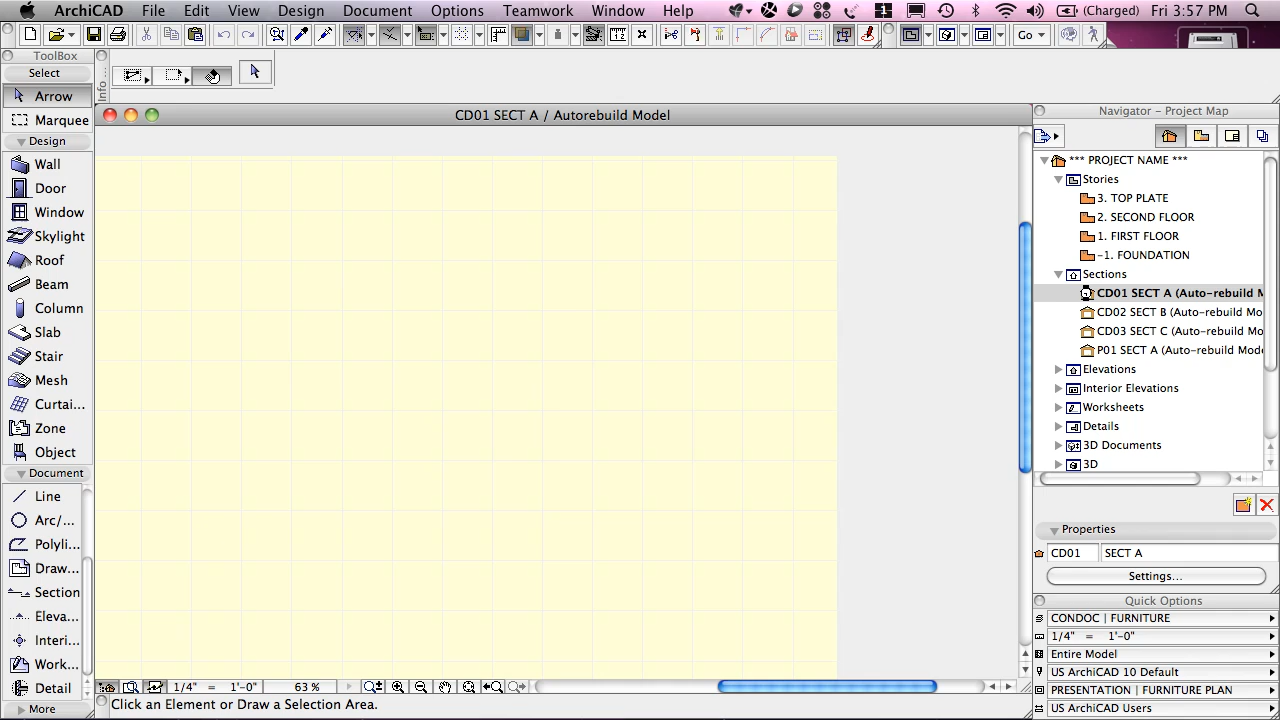 ArchiCAD File Edit View Design Document Options Teamwork Window Help 1 (Charged) Fri 3:57 PM
Go
ToolBox
Select
Arrow
Marquee
Design
Wall
Door
Window
Skylight
Roof
Beam
Column
Slab
Stair
Mesh
Curtai...
Zone
Object
Document
Line
Arc/...
Polyli...
Draw...
Section
Eleva...
Interi...
Work...
Detail
More
Info ...
CD01 SECT A / Autorebuild Model
1/4" = 1'-0" 63 %
Click an Element or Draw a Selection Area.
Navigator - Project Map
*** PROJECT NAME ***
Stories
3. TOP PLATE
2. SECOND FLOOR
1. FIRST FLOOR
-1. FOUNDATION
Sections
CD01 SECT A (Auto-rebuild M
CD02 SECT B (Auto-rebuild Mo
CD03 SECT C (Auto-rebuild Mo
P01 SECT A (Auto-rebuild Mode
Elevations
Interior Elevations
Worksheets
Details
3D Documents
3D
Properties
CD01 SECT A
Settings...
Quick Options
CONDOC | FURNITURE
1/4" = 1'-0"
Entire Model
US ArchiCAD 10 Default
PRESENTATION | FURNITURE PLAN
US ArchiCAD Users